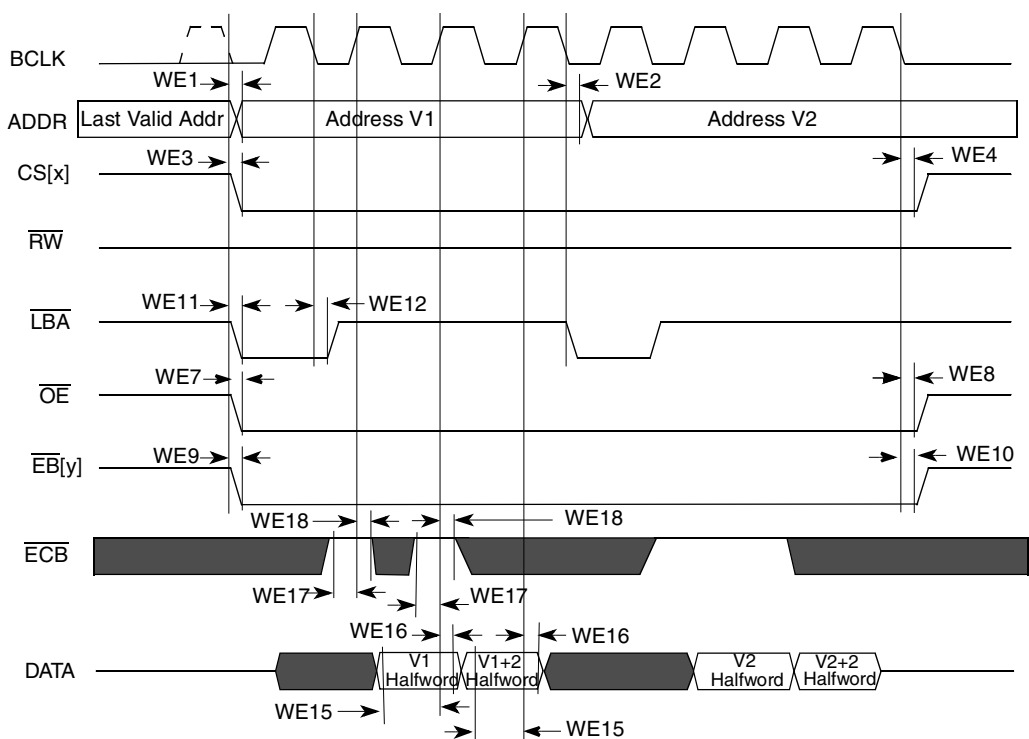 BCLK
WE1
WE2
ADDR
Last Valid Addr
Address V1
Address V2
WE3
WE4
CS[x]
RW
WE11
WE12
LBA
WE7
WE8
OE
WE9
WE10
EB[y]
WE18
WE18
ECB
WE17
WE17
WE16
WE16
DATA
V1
Halfword
V1+2
Halfword
V2
Halfword
V2+2
Halfword
WE15
WE15